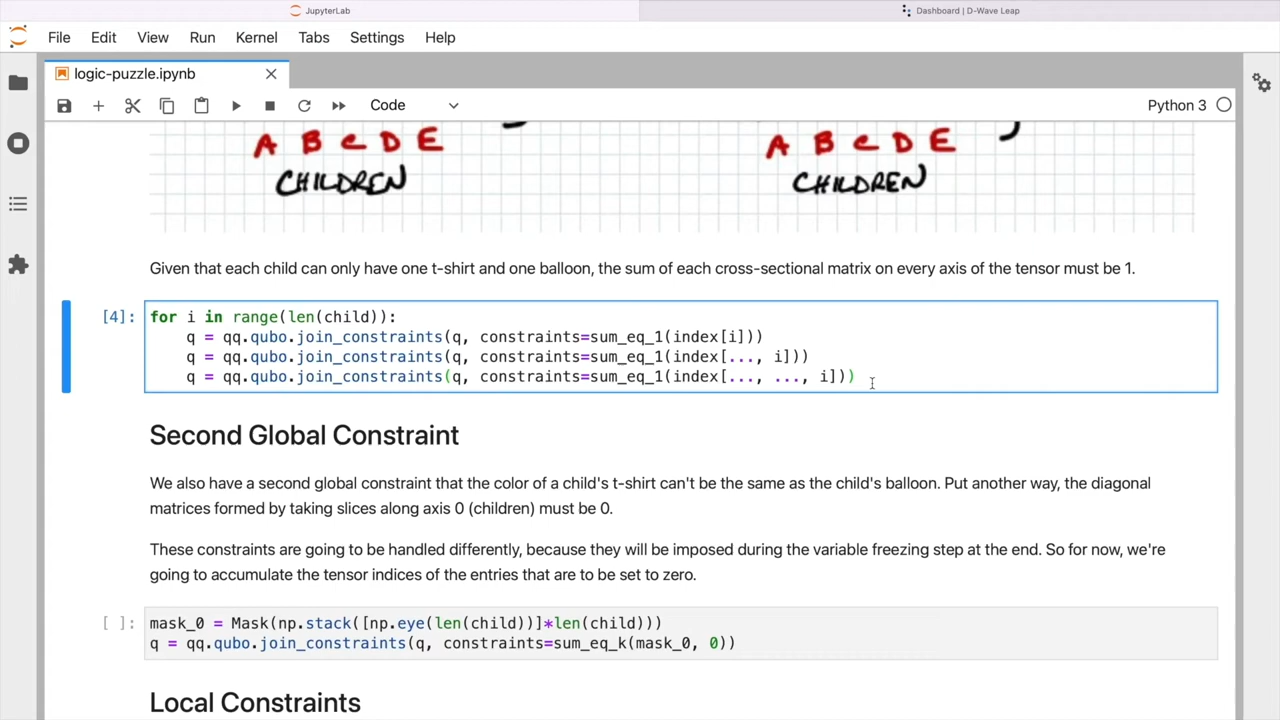 JupyterLab
Dashboard | D-Wave Leap
File Edit View Run Kernel Tabs Settings Help
logic-puzzle.ipynb
Code
Python 3
A B C D E
A B C D E
CHILDREN
CHILDREN
Given that each child can only have one t-shirt and one balloon, the sum of each cross-sectional matrix on every axis of the tensor must be 1.
[4]:
for i in range(len(child)):
q = qq.qubo.join_constraints(q, constraints=sum_eq_1(index[i]))
q = qq.qubo.join_constraints(q, constraints=sum_eq_1(index[..., i]))
q = qq.qubo.join_constraints(q, constraints=sum_eq_1(index[..., ..., i]))
Second Global Constraint
We also have a second global constraint that the color of a child's t-shirt can't be the same as the child's balloon. Put another way, the diagonal
matrices formed by taking slices along axis 0 (children) must be 0.
These constraints are going to be handled differently, because they will be imposed during the variable freezing step at the end. So for now, we're
going to accumulate the tensor indices of the entries that are to be set to zero.
[ ]:
mask_0 = Mask(np.stack([np.eye(len(child))]*len(child)))
q = qq.qubo.join_constraints(q, constraints=sum_eq_k(mask_0, 0))
Local Constraints